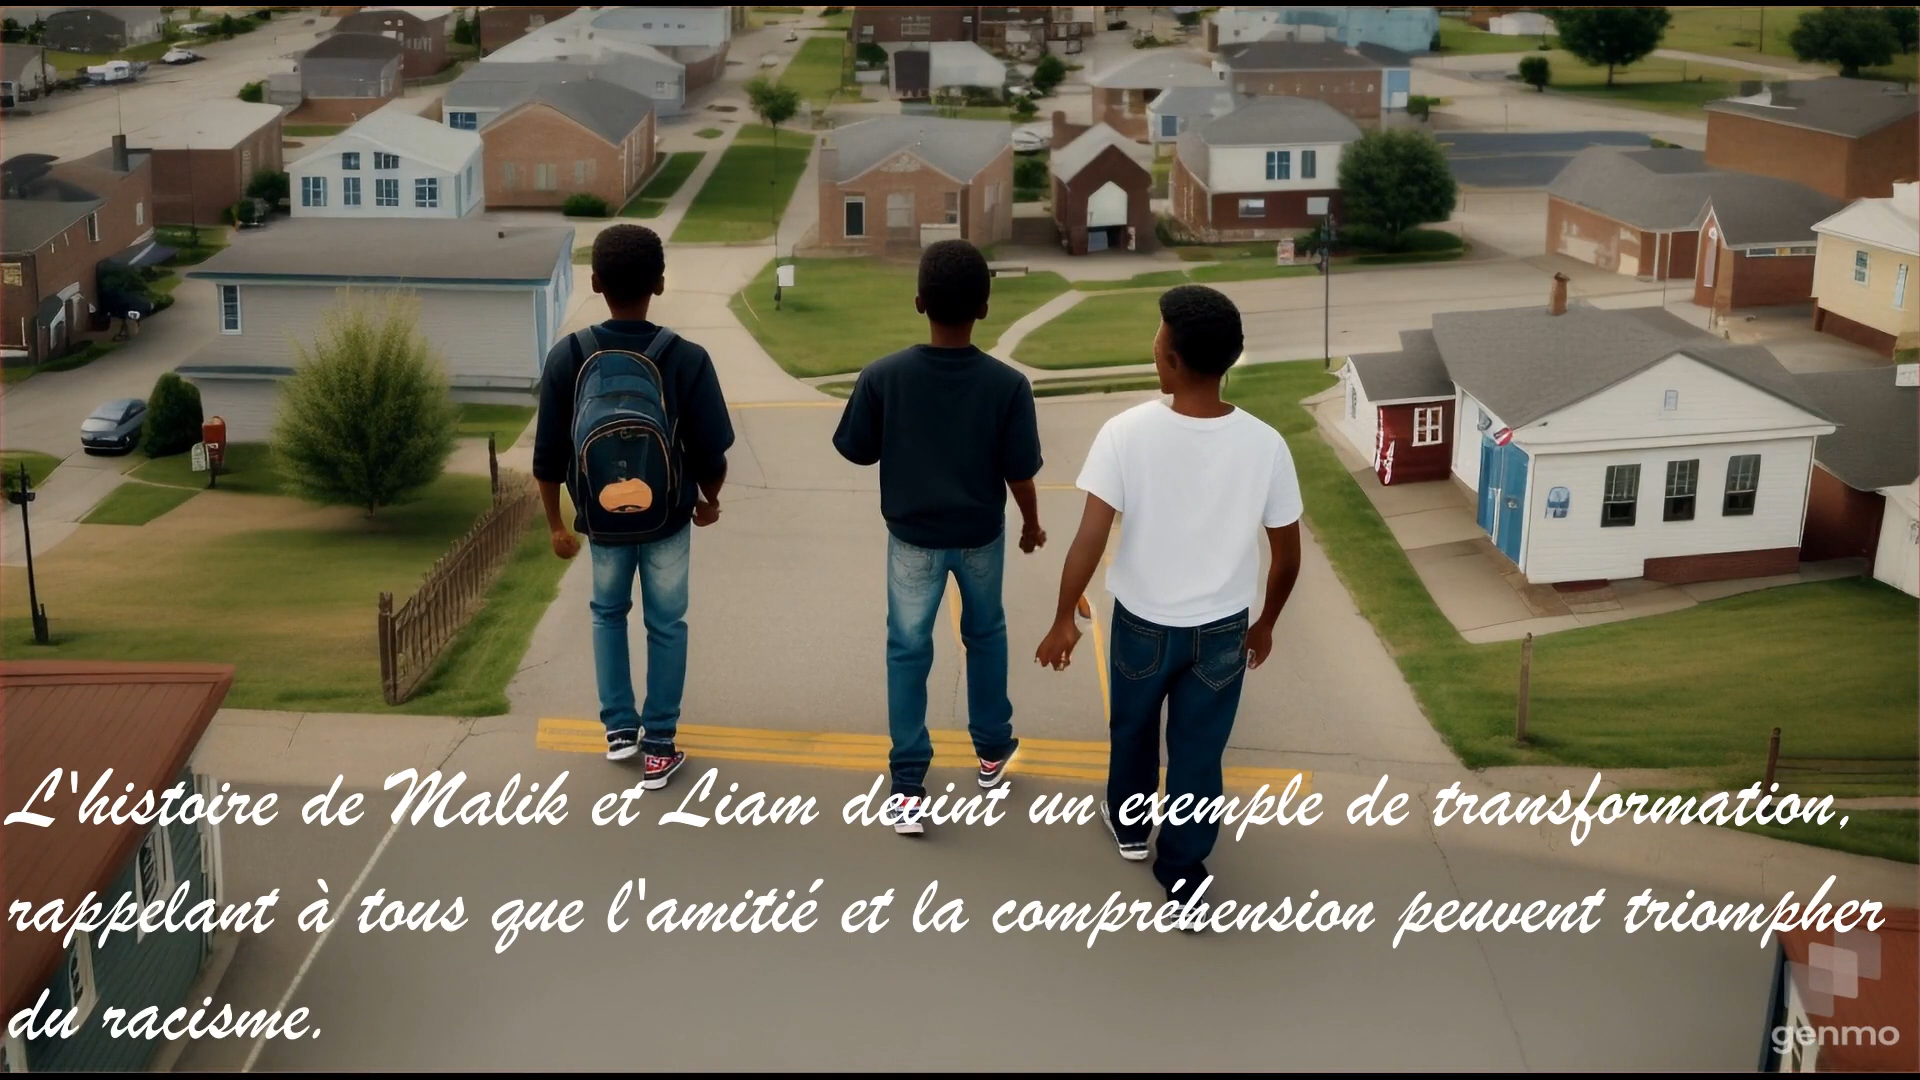 L'histoire de Malik et Liam devint un exemple de transformation,
rappelant à tous que l'amitié et la compréhension peuvent triompher
du racisme.
genmo